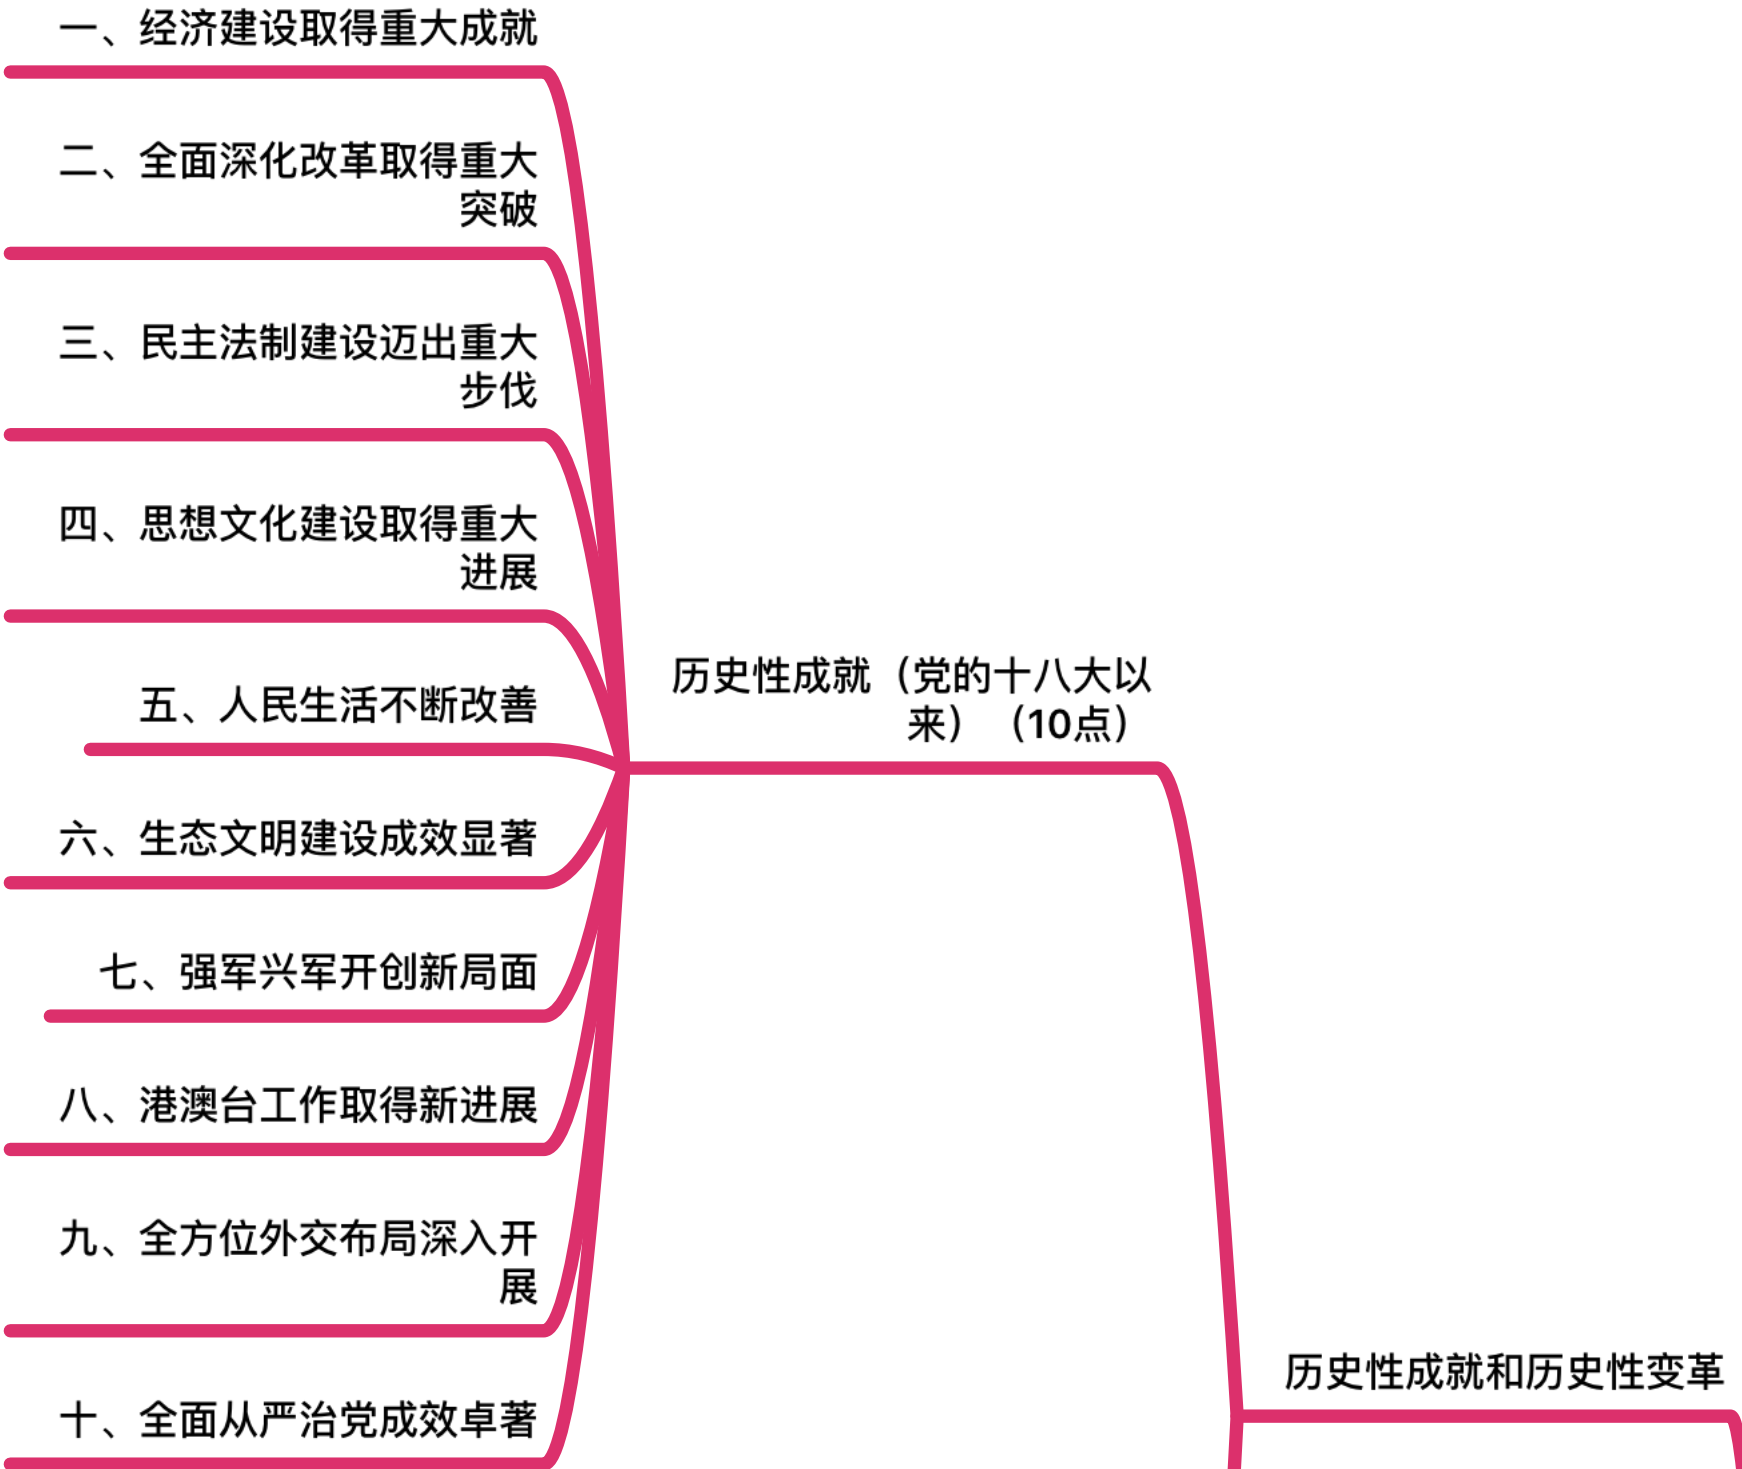 一、经济建设取得重大成就
二、全面深化改革取得重大
突破
三、民主法制建设迈出重大
步伐
四、思想文化建设取得重大
进展
五、人民生活不断改善
六、生态文明建设成效显著
七、强军兴军开创新局面
八、港澳台工作取得新进展
九、全方位外交布局深入开
展
十、全面从严治党成效卓著
历史性成就（党的十八大以
来）（10点）
历史性成就和历史性变革